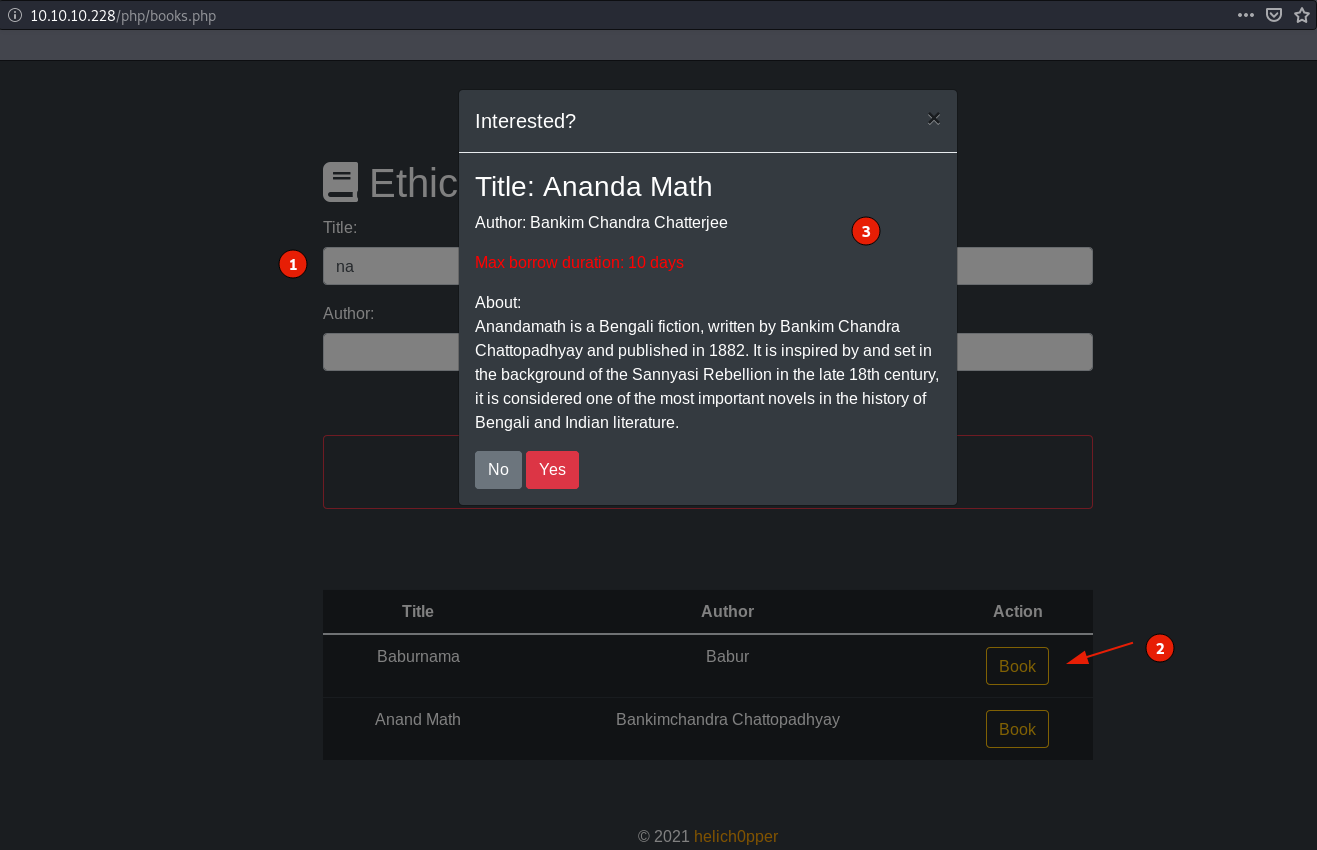 10.10.10.228/php/books.php
Interested?
Ethic
Title: Ananda Math
Author: Bankim Chandra Chatterjee
3
Title:
1
na
Max borrow duration: 10 days
About:
Author:
Anandamath is a Bengali fiction, written by Bankim Chandra
Chattopadhyay and published in 1882. It is inspired by and set in
the background of the Sannyasi Rebellion in the late 18th century,
it is considered one of the most important novels in the history of
Bengali and Indian literature.
No Yes
Title Author Action
Baburnama Babur Book
2
Anand Math Bankimchandra Chattopadhyay Book
© 2021 helich0pper